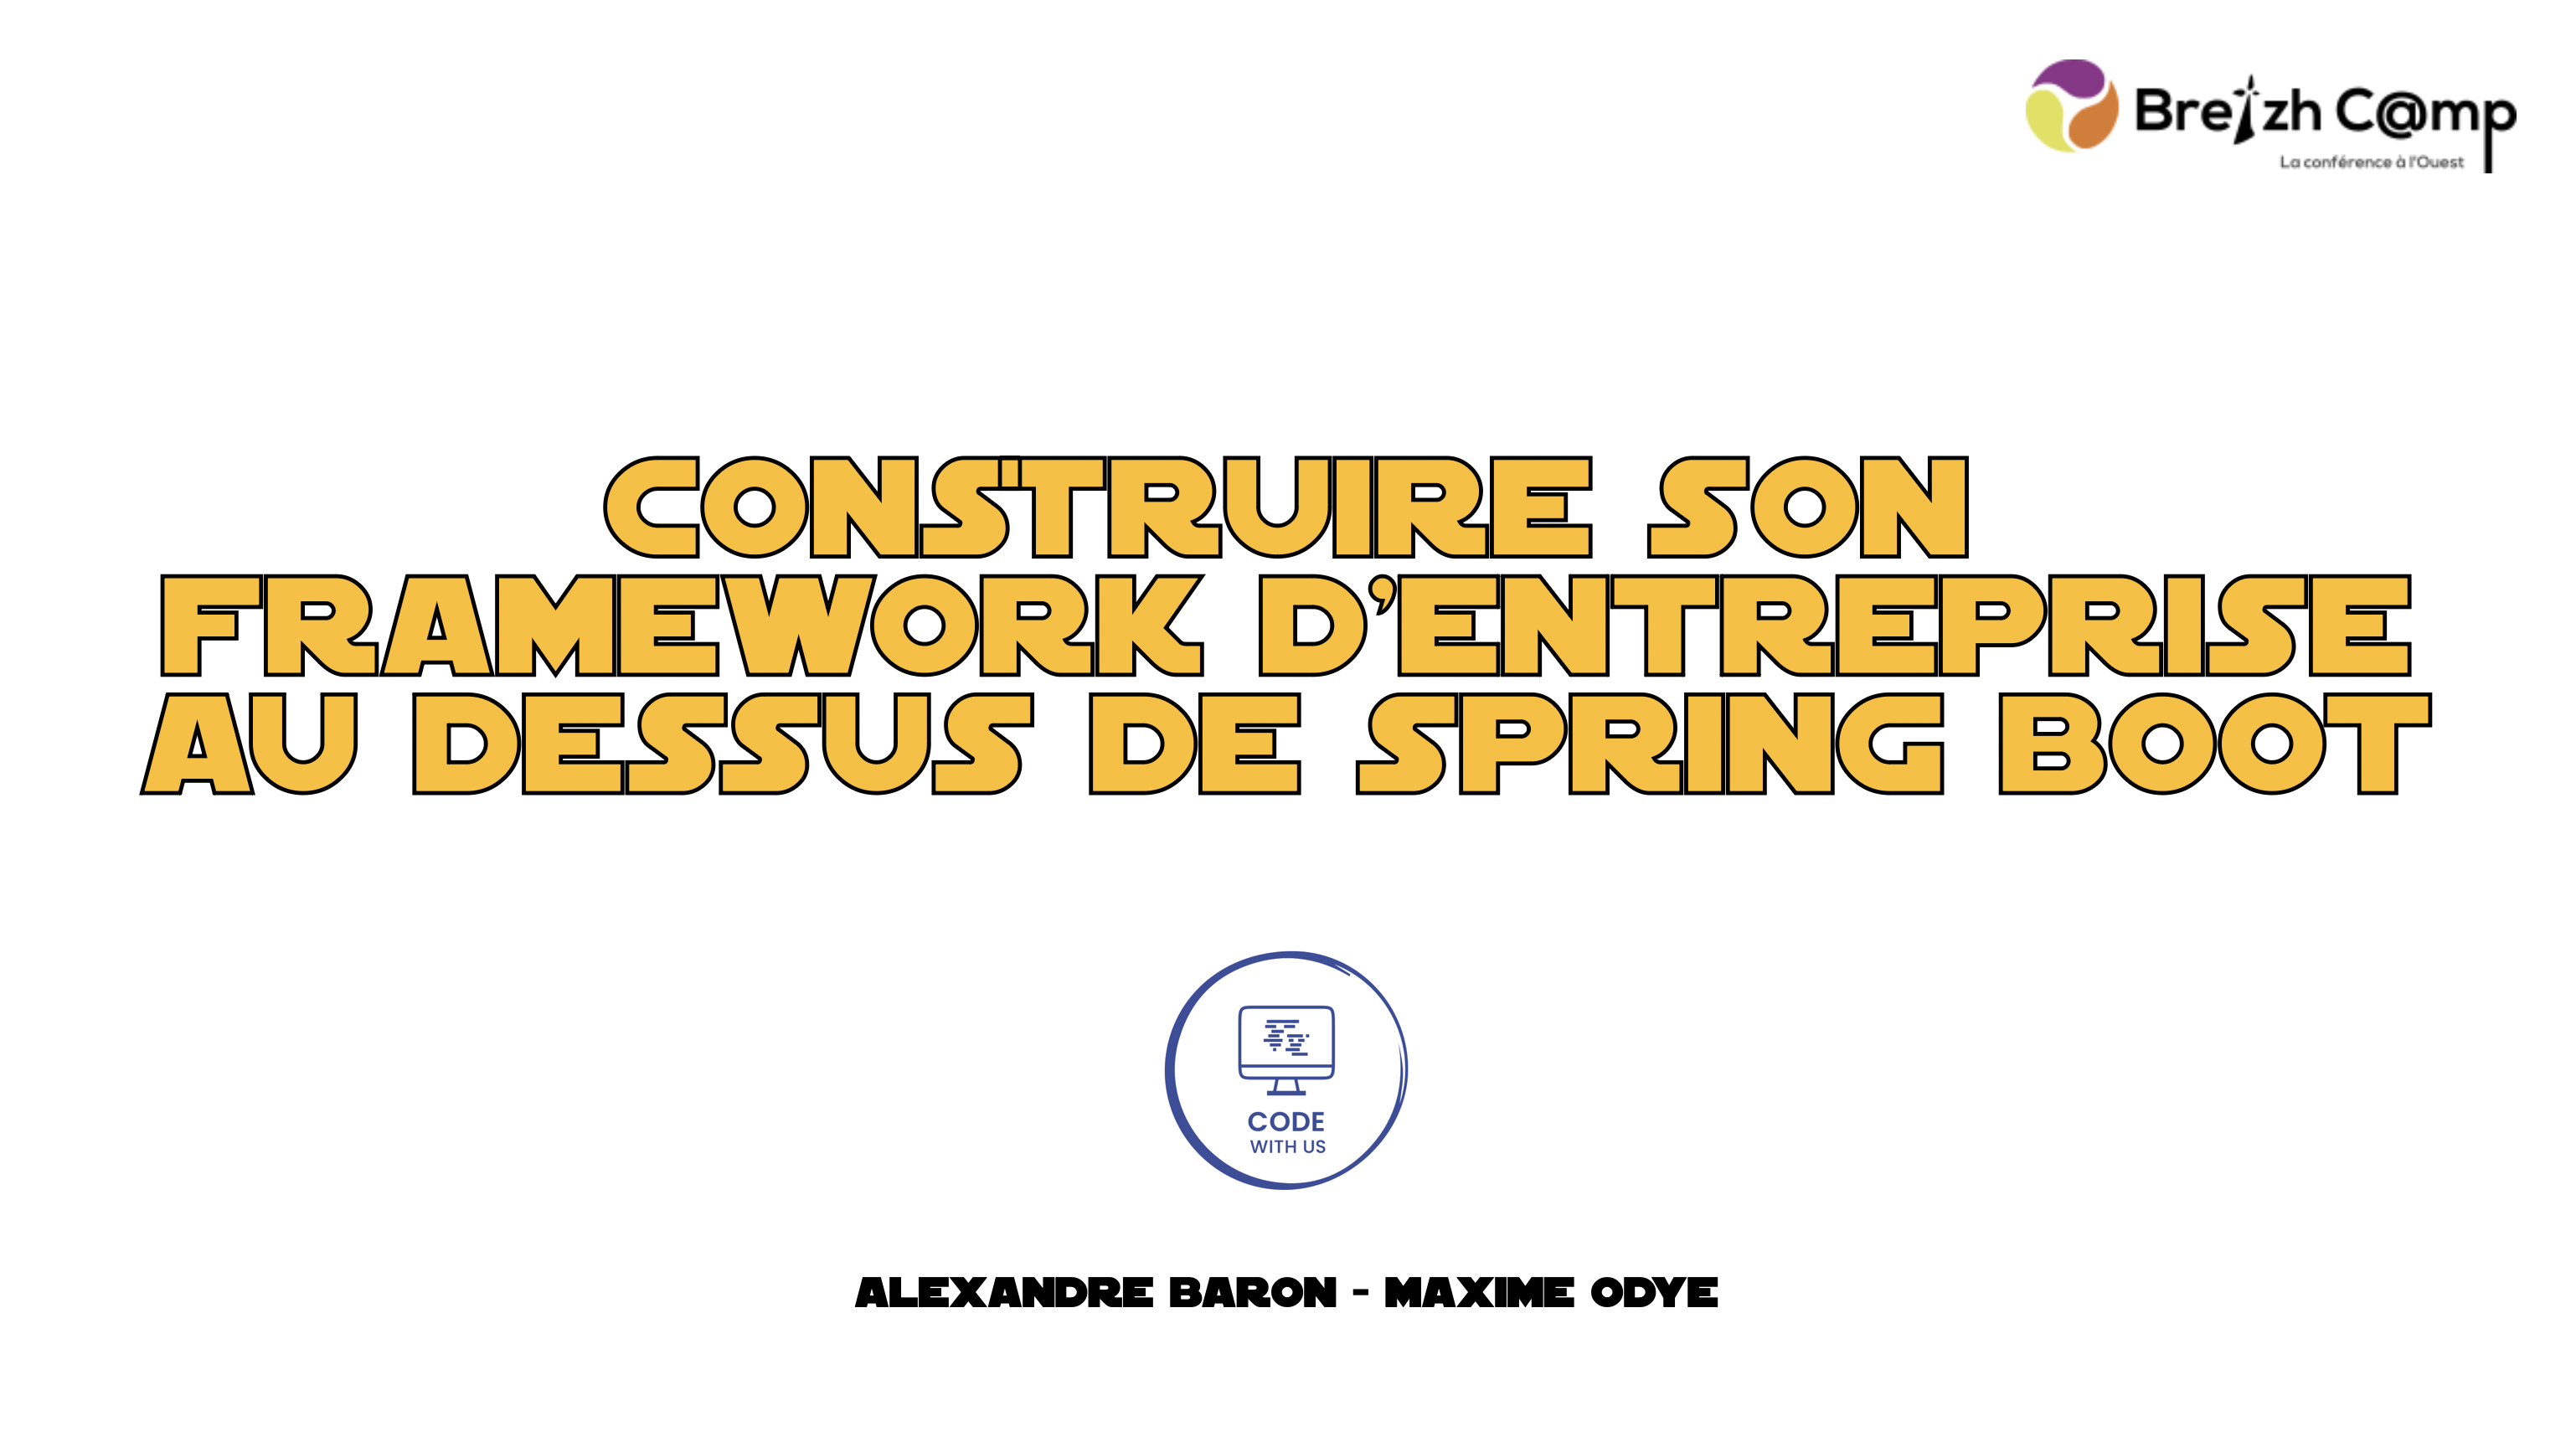 Breizh C@mp
La conférence à l'Ouest
CONSTRUIRE SON
FRAMEWORK D'ENTREPRISE
AU DESSUS DE SPRING BOOT
CODE
WITH US
ALEXANDRE BARON - MAXIME ODYE